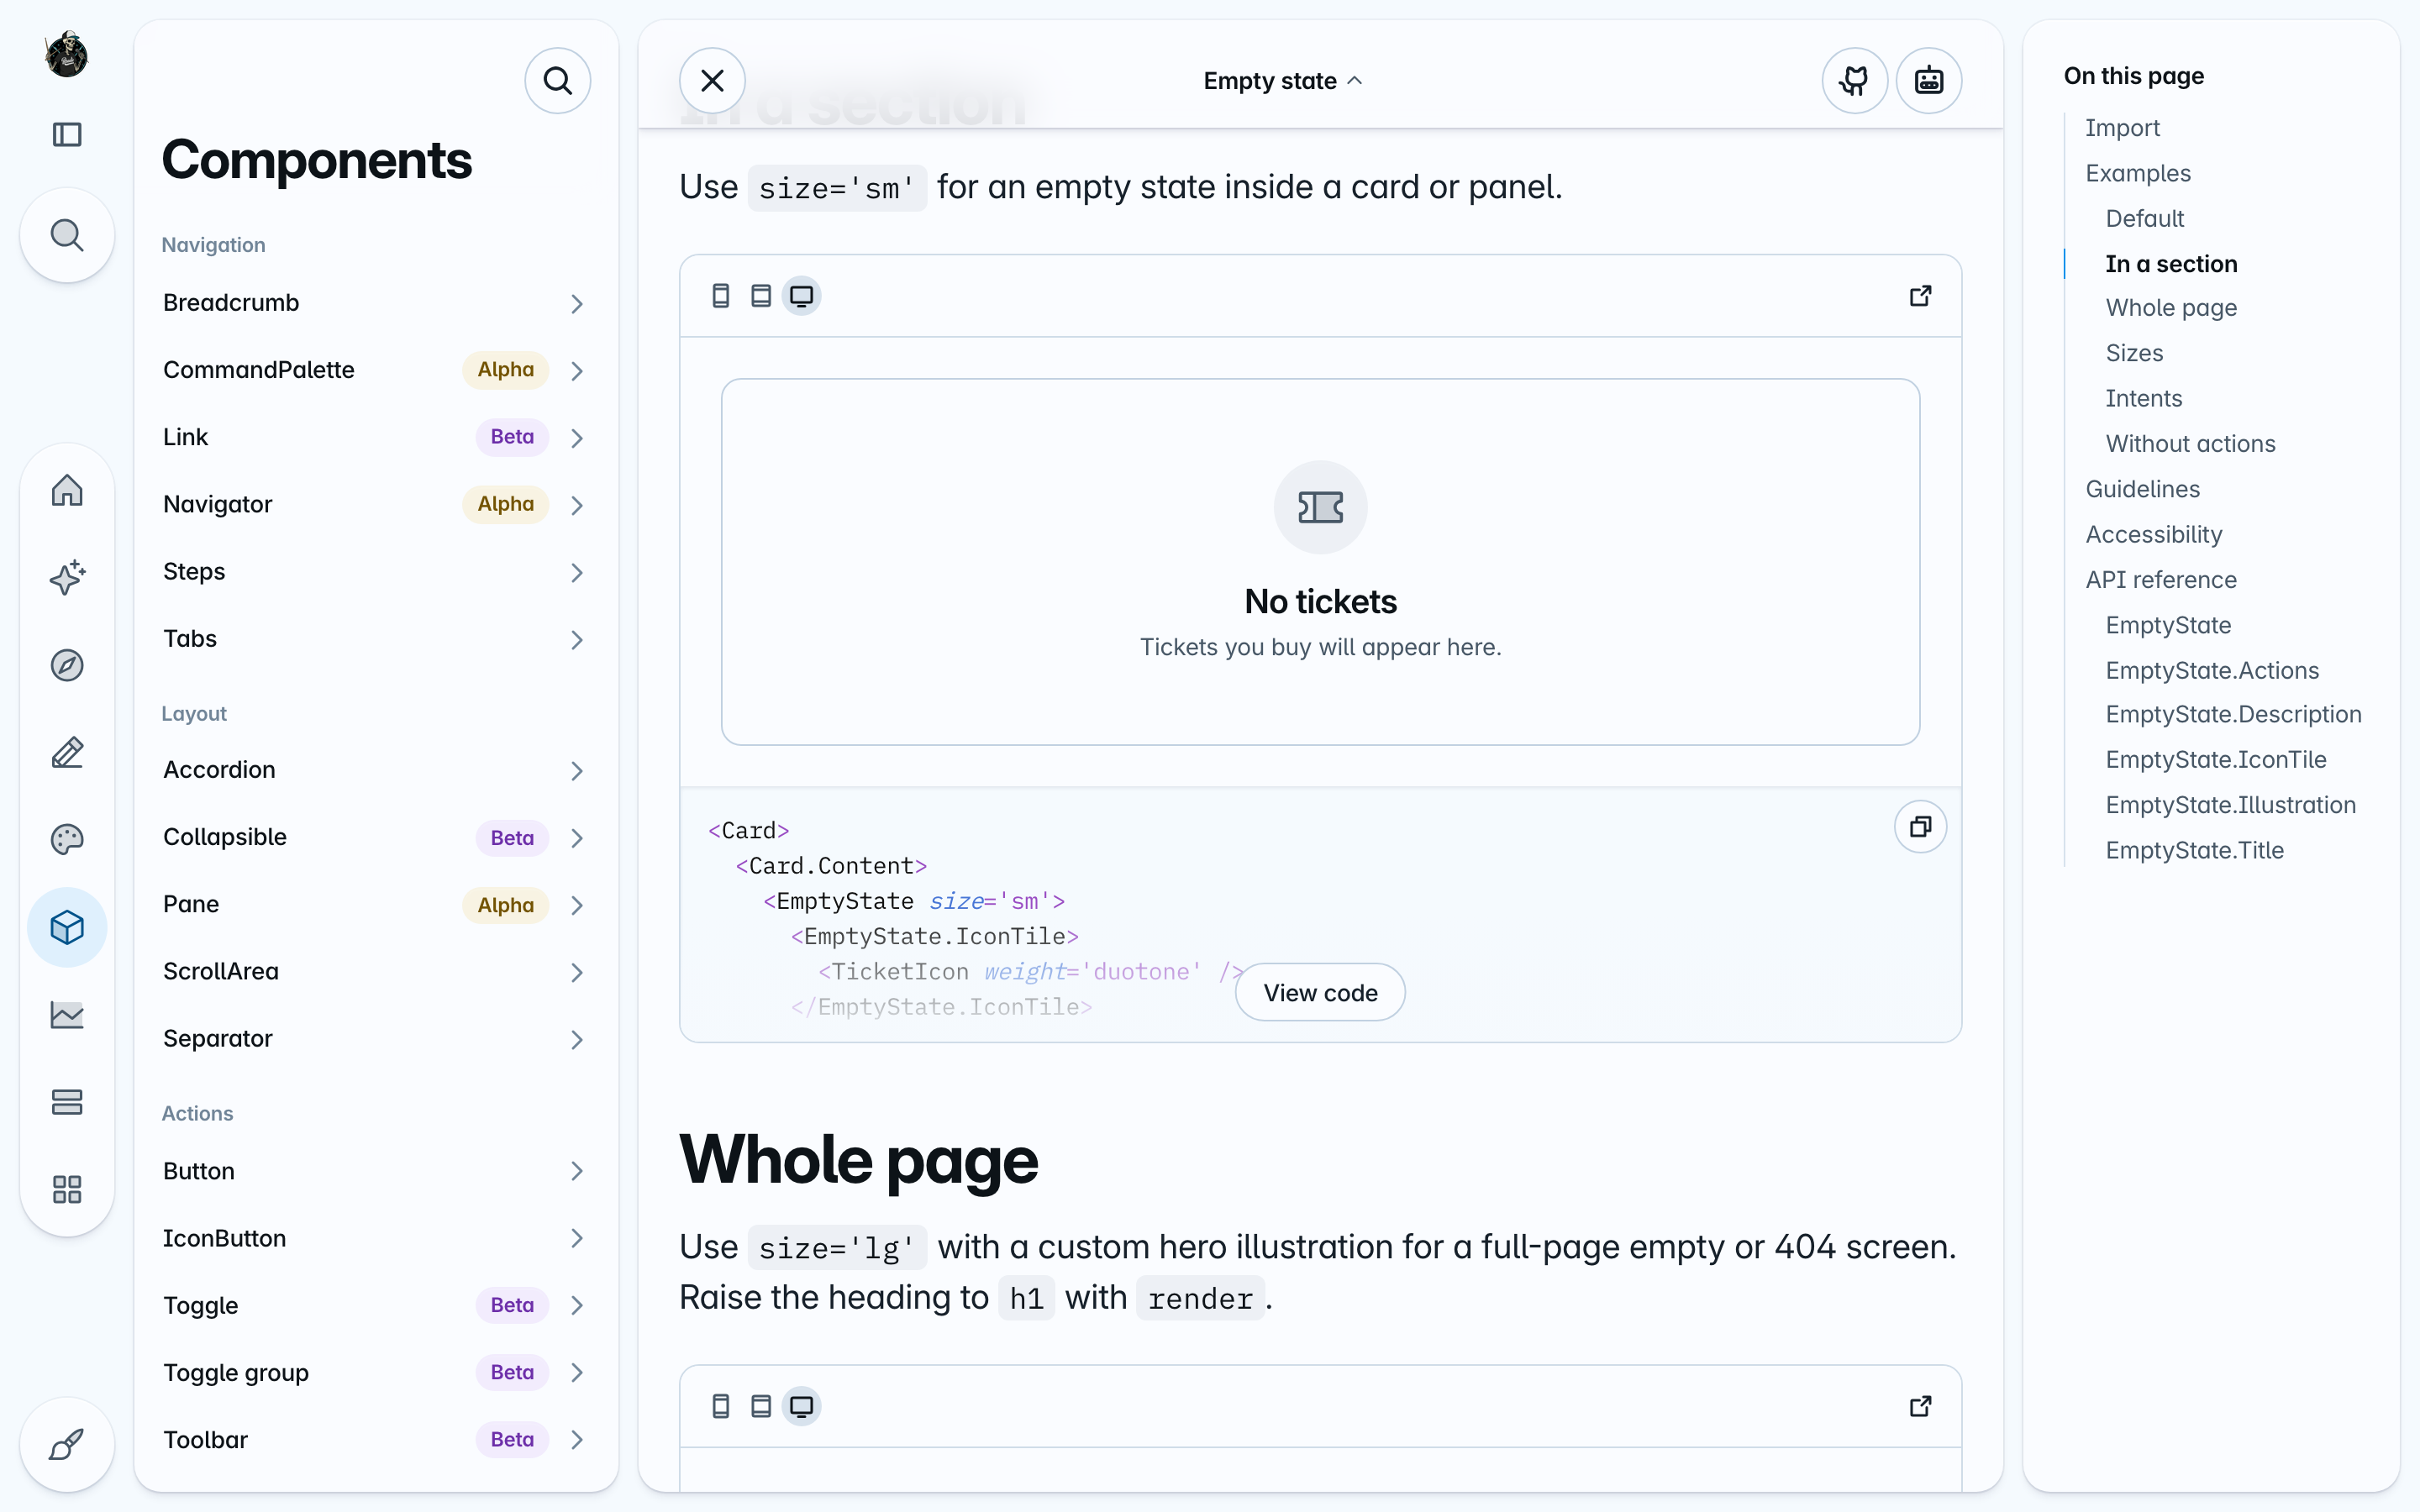 Components
Navigation
Breadcrumb
CommandPalette Alpha
Link Beta
Navigator Alpha
Steps
Tabs
Layout
Accordion
Collapsible Beta
Pane Alpha
ScrollArea
Separator
Actions
Button
IconButton
Toggle Beta
Toggle group Beta
Toolbar Beta
Empty state
In a section
Use size='sm' for an empty state inside a card or panel.
No tickets
Tickets you buy will appear here.
<Card>
<Card.Content>
<EmptyState size='sm'>
<EmptyState.IconTile>
<TicketIcon weight='duotone' />
</EmptyState.IconTile>
View code
Whole page
Use size='lg' with a custom hero illustration for a full-page empty or 404 screen.
Raise the heading to h1 with render.
On this page
Import
Examples
Default
In a section
Whole page
Sizes
Intents
Without actions
Guidelines
Accessibility
API reference
EmptyState
EmptyState.Actions
EmptyState.Description
EmptyState.IconTile
EmptyState.Illustration
EmptyState.Title